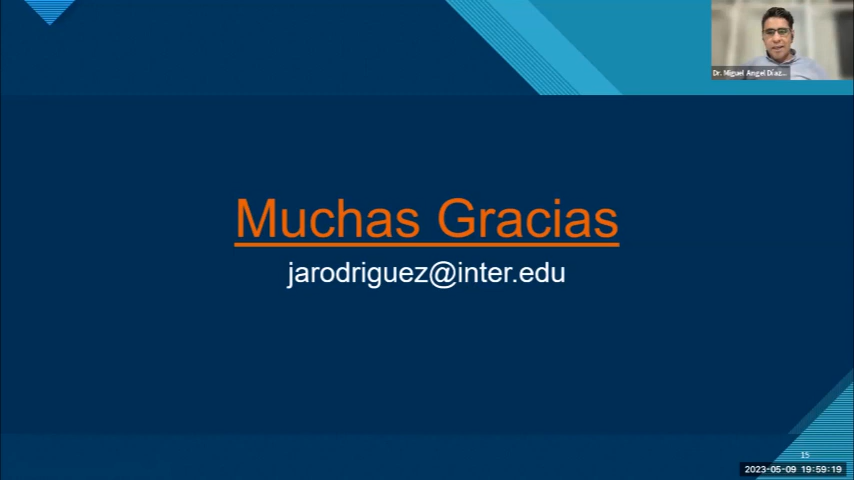 Dr. Miguel Angel Díaz...
Muchas Gracias
jarodriguez@inter.edu
15
2023-05-09 19:59:19